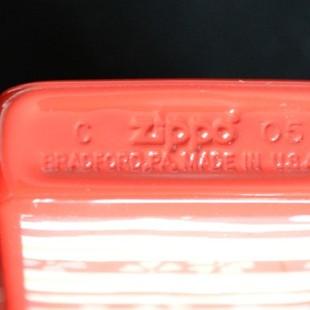 C Zippo 05
BRADFORD.PA. MADE IN U.S.A